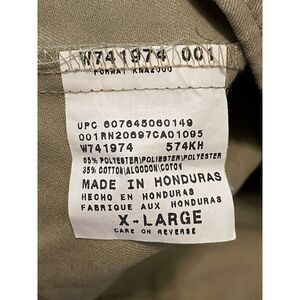 W741974 001
FORMAT KNA2000
UPC 607645060149
001RN20697CA01095
W741974 574KH
65% POLYESTER\POLIESTER\POLYESTER
35% COTTON\ALGODON\COTON
MADE IN HONDURAS
HECHO EN HONDURAS
FABRIQUE AUX HONDURAS
X-LARGE
CARE ON REVERSE